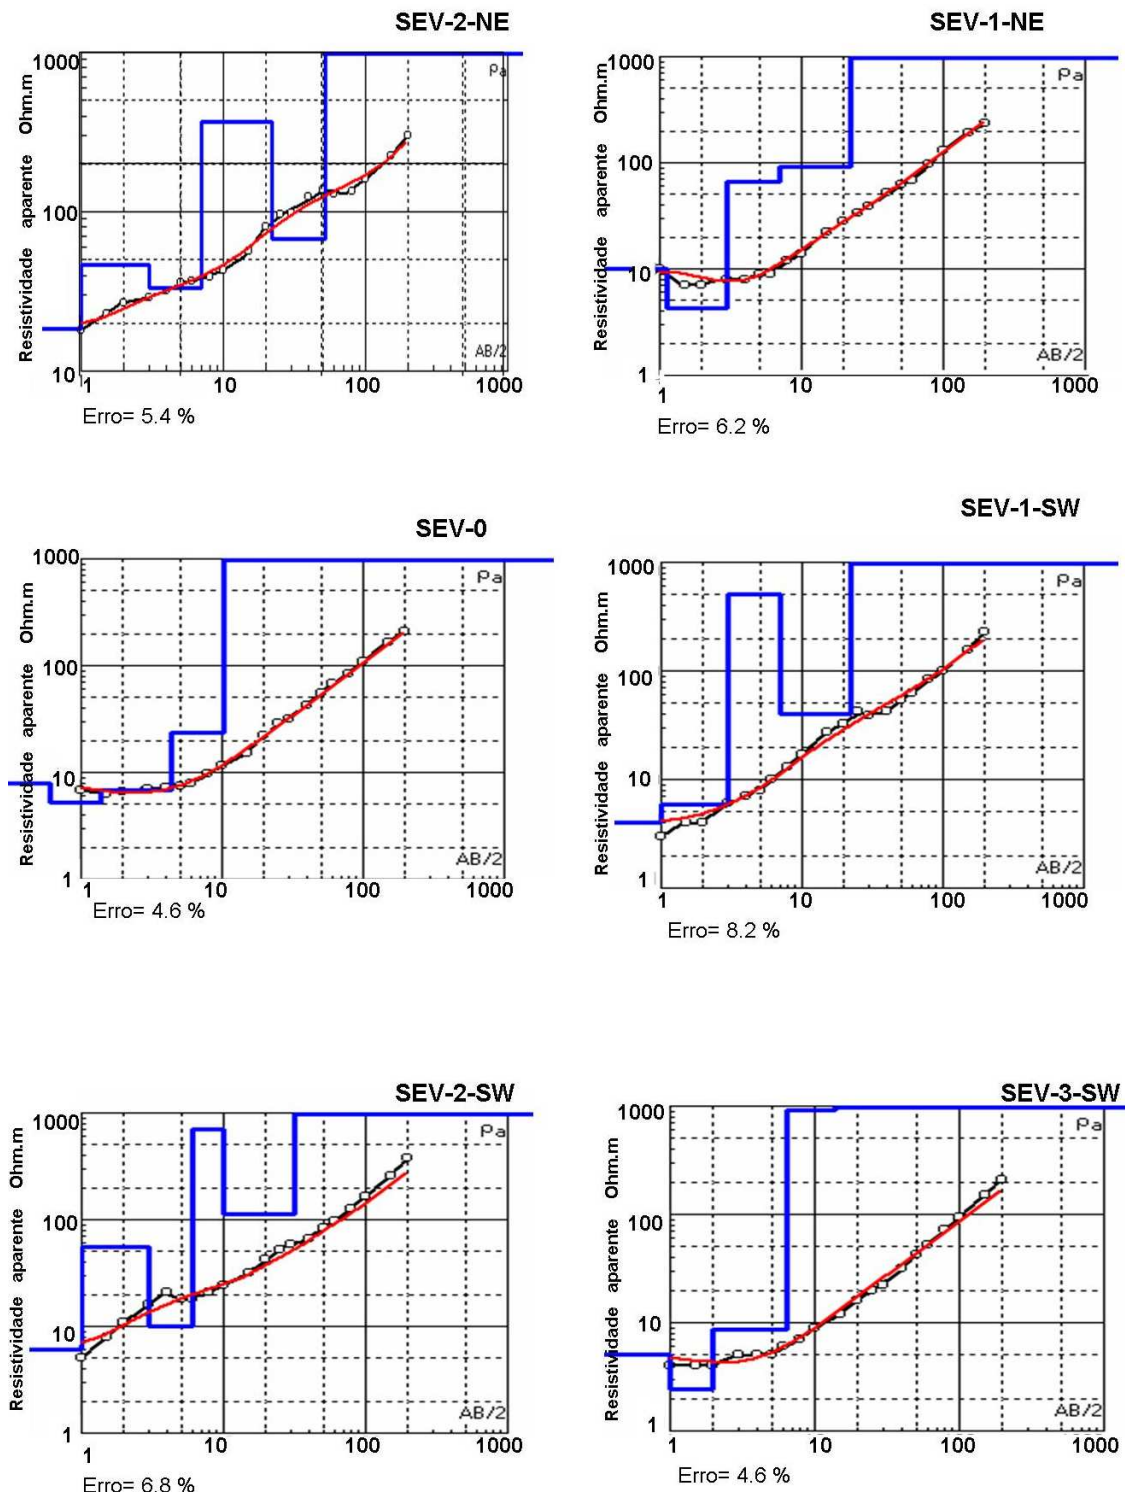 SEV-2-NE
Resistividade aparente Ohm.m
1000
100
10
ρa
AB/2
1 10 100 1000
Erro= 5.4 %
SEV-1-NE
Resistividade aparente Ohm.m
1000
100
10
1
ρa
AB/2
1 10 100 1000
Erro= 6.2 %
SEV-0
Resistividade aparente Ohm.m
1000
100
10
1
ρa
AB/2
1 10 100 1000
Erro= 4.6 %
SEV-1-SW
Resistividade aparente Ohm.m
1000
100
10
1
ρa
AB/2
1 10 100 1000
Erro= 8.2 %
SEV-2-SW
Resistividade aparente Ohm.m
1000
100
10
1
ρa
AB/2
1 10 100 1000
Erro= 6.8 %
SEV-3-SW
Resistividade aparente Ohm.m
1000
100
10
1
ρa
AB/2
1 10 100 1000
Erro= 4.6 %